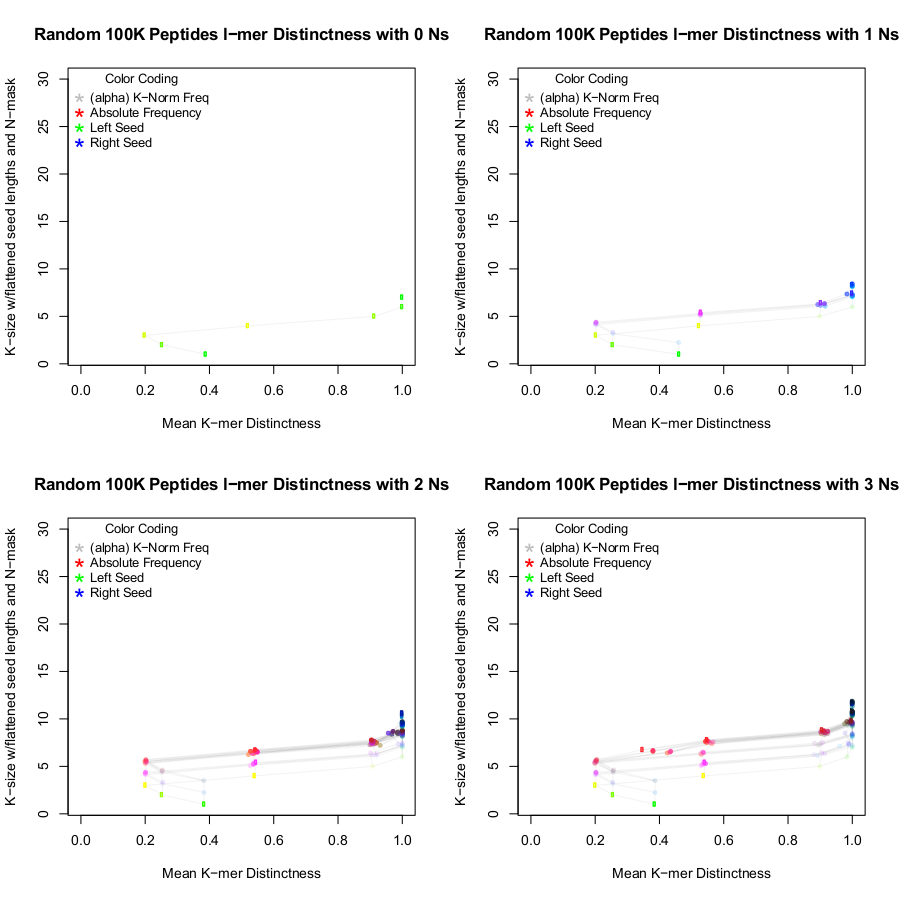 Random 100K Peptides l−mer Distinctness with 0 Ns
K−size w/flattened seed lengths and N−mask
30
25
20
15
10
5
0
Color Coding
(alpha) K−Norm Freq
Absolute Frequency
Left Seed
Right Seed
0.0 0.2 0.4 0.6 0.8 1.0
Mean K−mer Distinctness
Random 100K Peptides l−mer Distinctness with 1 Ns
K−size w/flattened seed lengths and N−mask
30
25
20
15
10
5
0
Color Coding
(alpha) K−Norm Freq
Absolute Frequency
Left Seed
Right Seed
0.0 0.2 0.4 0.6 0.8 1.0
Mean K−mer Distinctness
Random 100K Peptides l−mer Distinctness with 2 Ns
K−size w/flattened seed lengths and N−mask
30
25
20
15
10
5
0
Color Coding
(alpha) K−Norm Freq
Absolute Frequency
Left Seed
Right Seed
0.0 0.2 0.4 0.6 0.8 1.0
Mean K−mer Distinctness
Random 100K Peptides l−mer Distinctness with 3 Ns
K−size w/flattened seed lengths and N−mask
30
25
20
15
10
5
0
Color Coding
(alpha) K−Norm Freq
Absolute Frequency
Left Seed
Right Seed
0.0 0.2 0.4 0.6 0.8 1.0
Mean K−mer Distinctness